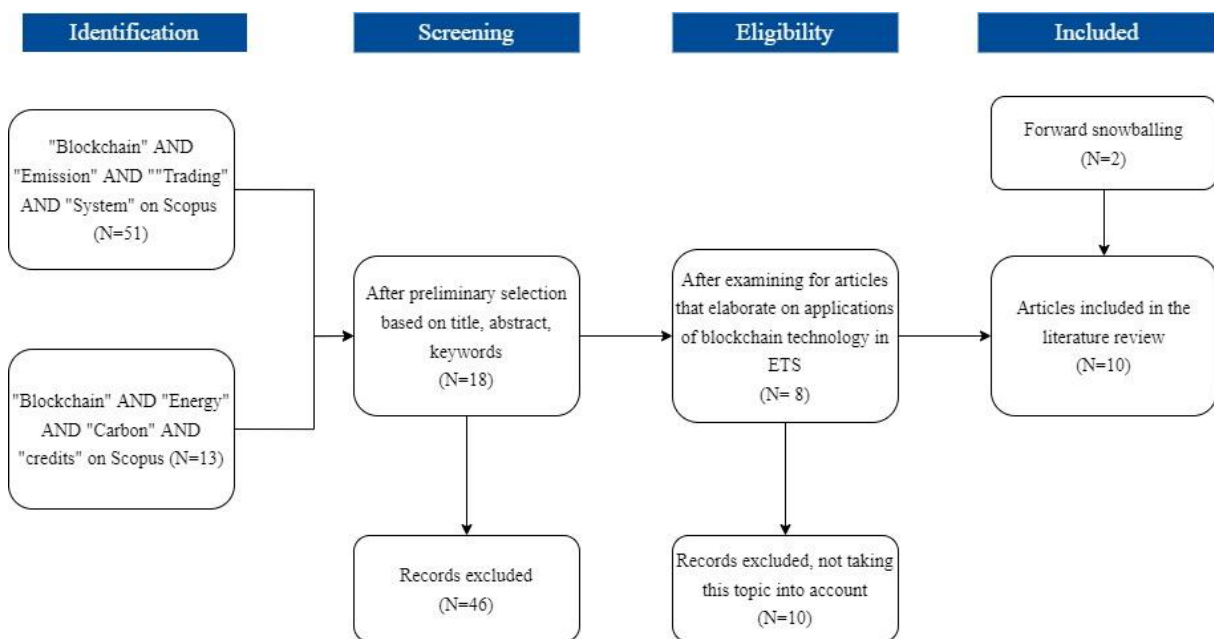 Identification
Screening
Eligibility
Included
"Blockchain" AND
"Emission" AND ""Trading"
AND "System" on Scopus
(N=51)
"Blockchain" AND "Energy"
AND "Carbon" AND
"credits" on Scopus (N=13)
After preliminary selection
based on title, abstract,
keywords
(N=18)
Records excluded
(N=46)
After examining for articles
that elaborate on applications
of blockchain technology in
ETS
(N= 8)
Records excluded, not taking
this topic into account
(N=10)
Forward snowballing
(N=2)
Articles included in the
literature review
(N=10)